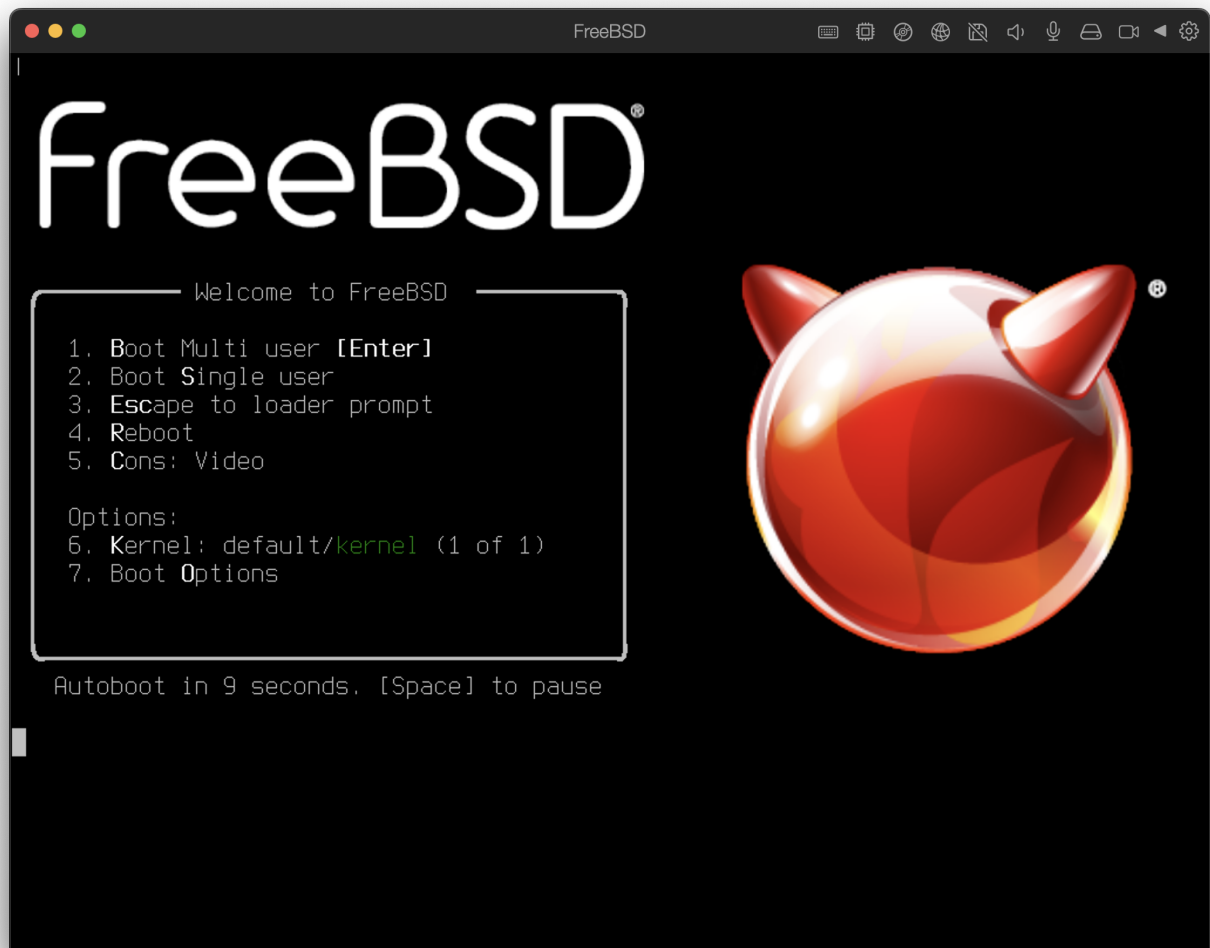 FreeBSD
FreeBSD®
Welcome to FreeBSD
1. Boot Multi user [Enter]
2. Boot Single user
3. Escape to loader prompt
4. Reboot
5. Cons: Video
Options:
6. Kernel: default/kernel (1 of 1)
7. Boot Options
®
Autoboot in 9 seconds. [Space] to pause